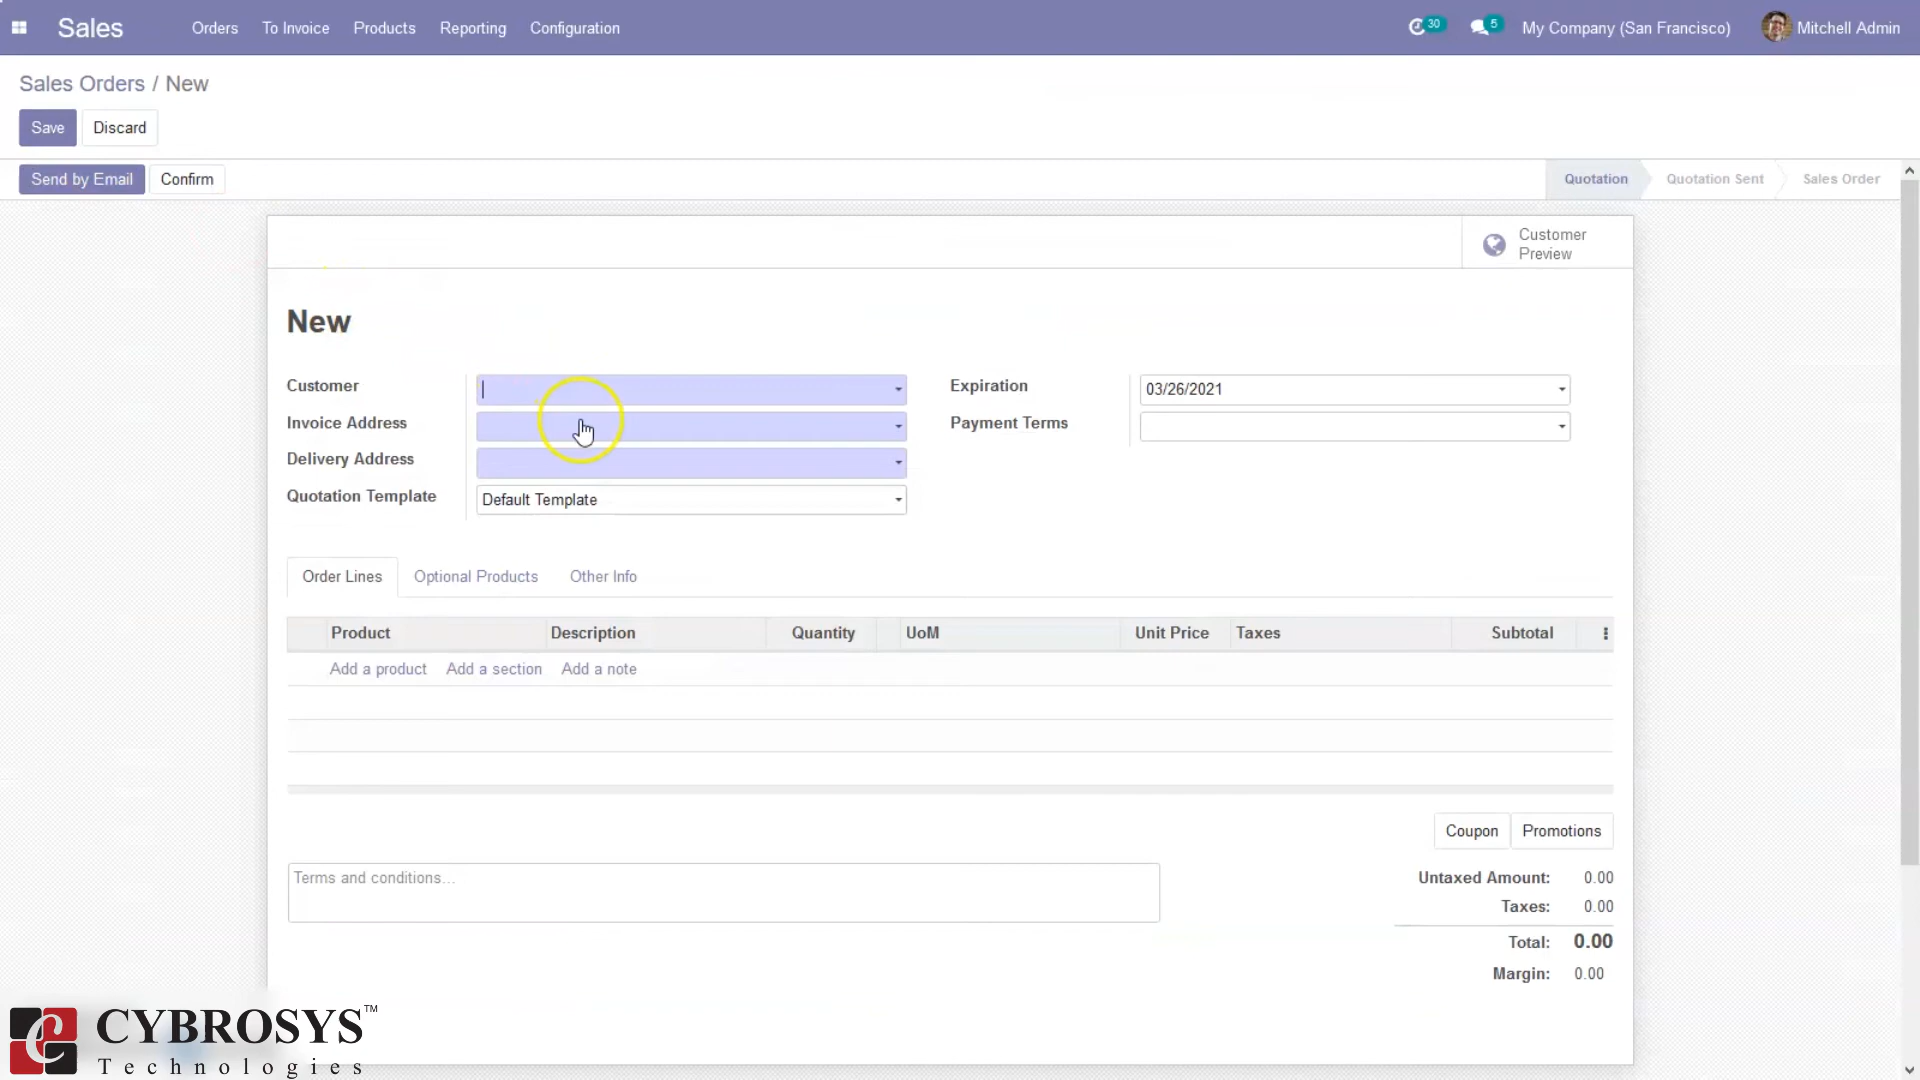 Sales Orders To Invoice Products Reporting Configuration 30 5 My Company (San Francisco) Mitchell Admin
Sales Orders / New
Save Discard
Send by Email Confirm Quotation Quotation Sent Sales Order
Customer
Preview
New
Customer Expiration 03/26/2021
Invoice Address Payment Terms
Delivery Address
Quotation Template Default Template
Order Lines Optional Products Other Info
Product Description Quantity UoM Unit Price Taxes Subtotal
Add a product Add a section Add a note
Coupon Promotions
Terms and conditions...
Untaxed Amount: 0.00
Taxes: 0.00
Total: 0.00
Margin: 0.00
CYBROSYS™
Technologies